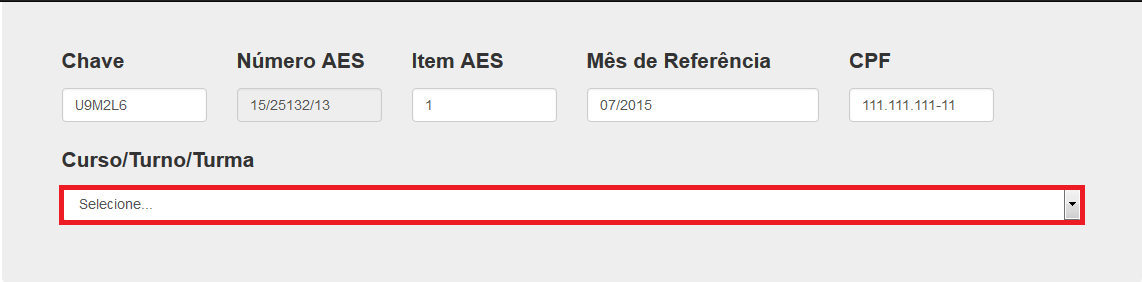 Chave Número AES Item AES Mês de Referência CPF
U9M2L6 15/25132/13 1 07/2015 111.111.111-11
Curso/Turno/Turma
Selecione...